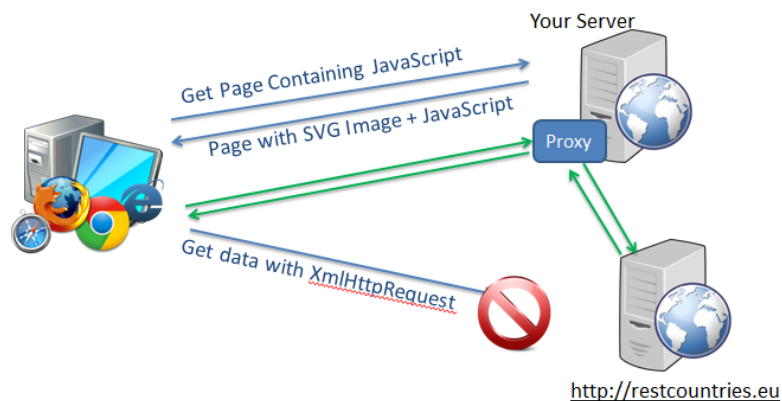 Your Server
Get Page Containing JavaScript
Page with SVG Image + JavaScript
Proxy
Get data with XmlHttpRequest
http://restcountries.eu